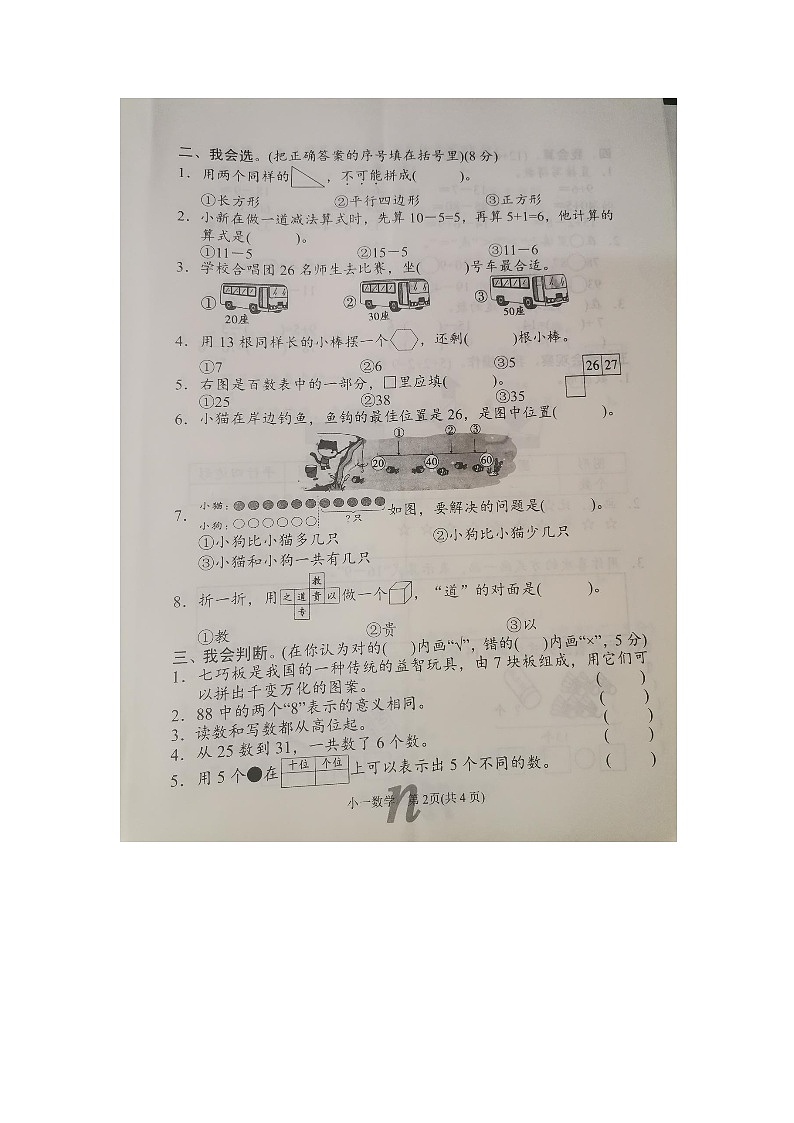 二、我会选。(把正确答案的序号填在括号里)(8 分)
1. 用两个同样的 ，不可能拼成( )。
①长方形 ②平行四边形 ③正方形
2. 小新在做一道减法算式时，先算 10－5=5，再算 5+1=6，他计算的
算式是( )。
①11－5 ②15－5 ③11－6
3. 学校合唱团 26 名师生去比赛，坐( )号车最合适。
① ② ③
20座 30座 50座
4. 用 13 根同样长的小棒摆一个 ，还剩( )根小棒。
①7 ②6 ③5
26 27
5. 右图是百数表中的一部分，□里应填( )。
①25 ②38 ③35
6. 小猫在岸边钓鱼，鱼钩的最佳位置是 26，是图中位置( )。
① ② ③
20 40 60
7. 小猫: 如图，要解决的问题是( )。
小狗: ?只
①小狗比小猫多几只 ②小狗比小猫少几只
③小猫和小狗一共有几只
教
8. 折一折，用 之 道 贵 以 做一个 ，“道”的对面是( )。
专
①教 ②贵 ③以
三、我会判断。(在你认为对的( )内画“√”，错的( )内画“×”，5 分)
1. 七巧板是我国的一种传统的益智玩具，由 7 块板组成，用它们可
以拼出千变万化的图案。 ( )
2. 88 中的两个“8”表示的意义相同。 ( )
3. 读数和写数都从高位起。 ( )
4. 从 25 数到 31，一共数了 6 个数。 ( )
5. 用 5 个●在 十位 个位 上可以表示出 5 个不同的数。 ( )
小一数学 第 2页(共 4 页)
n